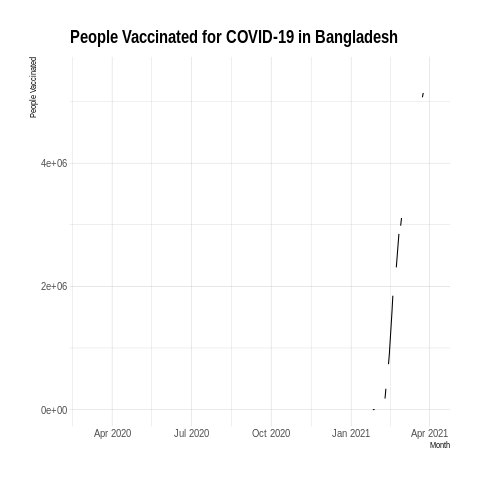 People Vaccinated for COVID-19 in Bangladesh
People Vaccinated
4e+06
2e+06
0e+00
Apr 2020 Jul 2020 Oct 2020 Jan 2021 Apr 2021
Month